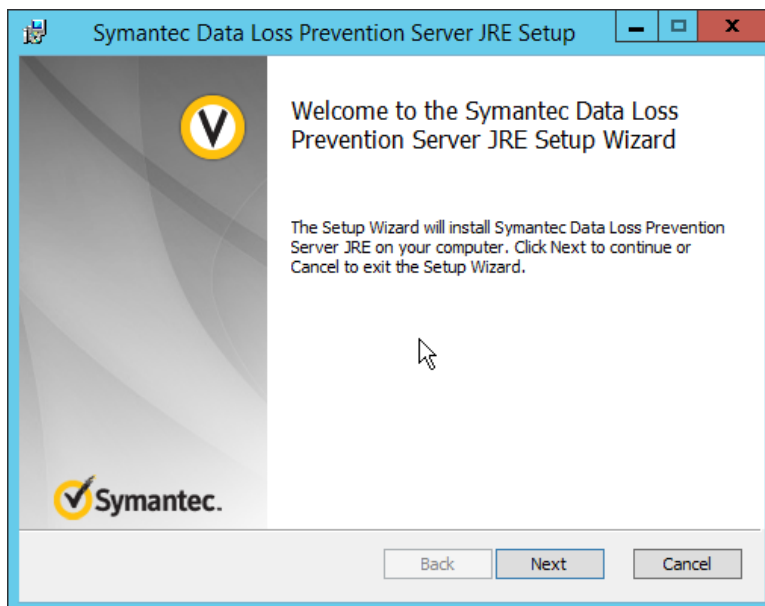 Symantec Data Loss Prevention Server JRE Setup
Welcome to the Symantec Data Loss
Prevention Server JRE Setup Wizard
The Setup Wizard will install Symantec Data Loss Prevention
Server JRE on your computer. Click Next to continue or
Cancel to exit the Setup Wizard.
Symantec.
Back Next Cancel